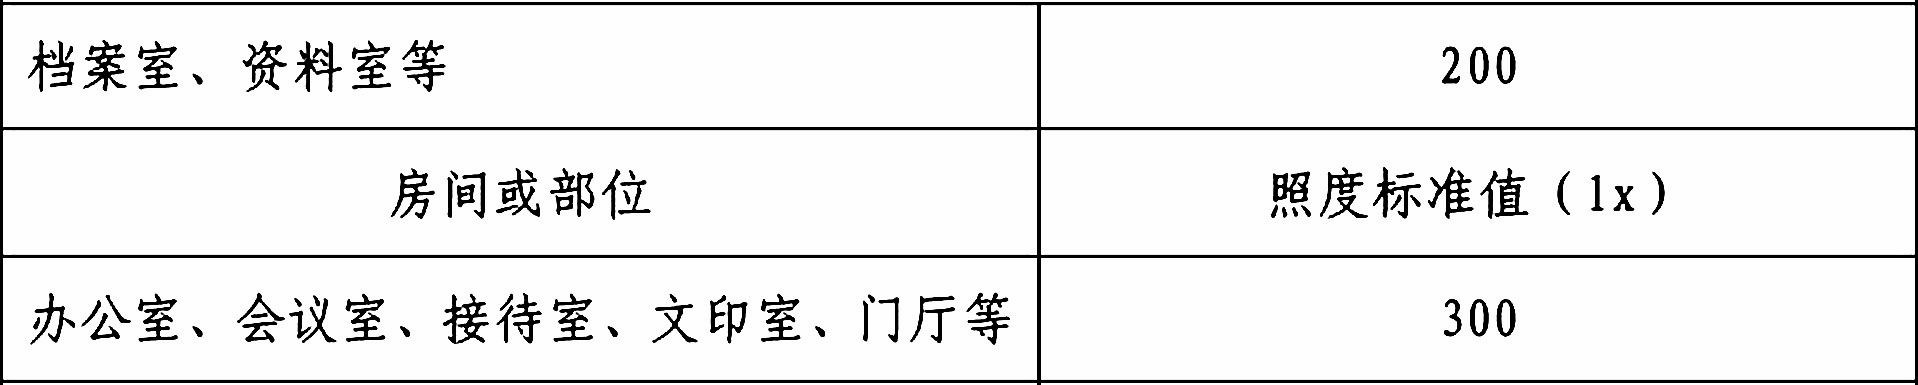 档案室、资料室等 200
房间或部位 照度标准值（lx）
办公室、会议室、接待室、文印室、门厅等 300